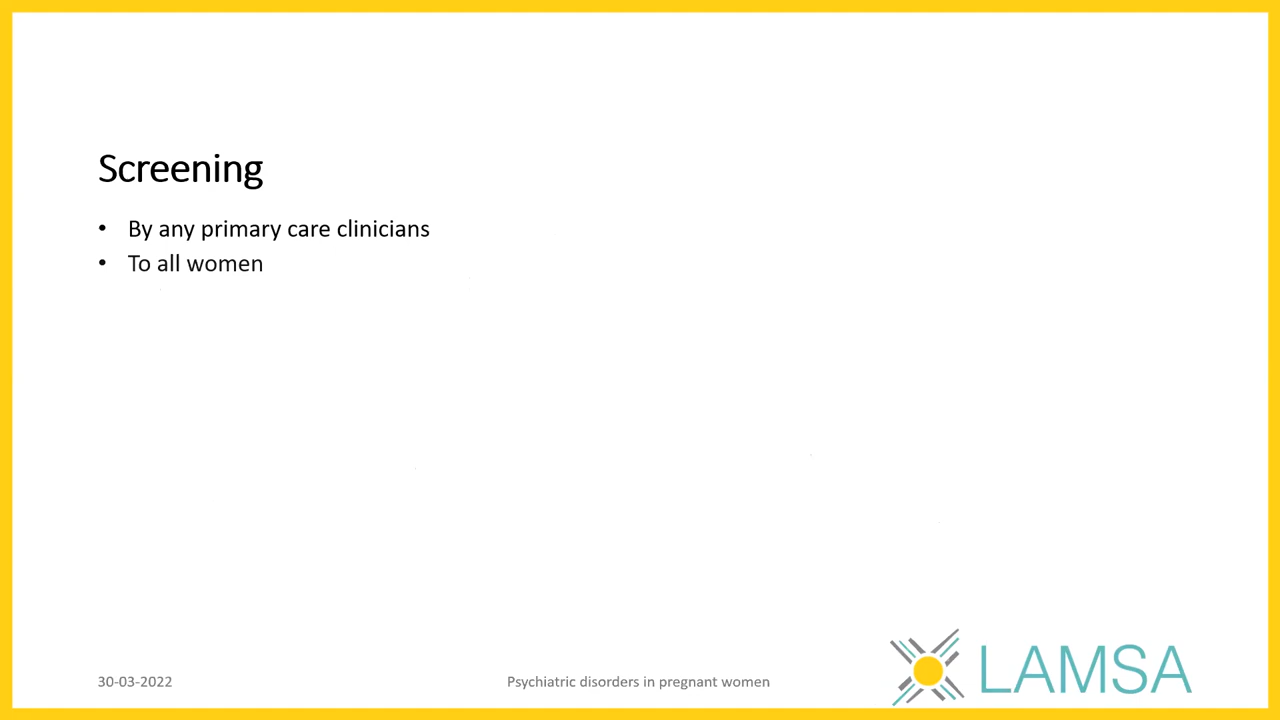 Screening
• By any primary care clinicians
• To all women
30-03-2022
Psychiatric disorders in pregnant women
LAMSA